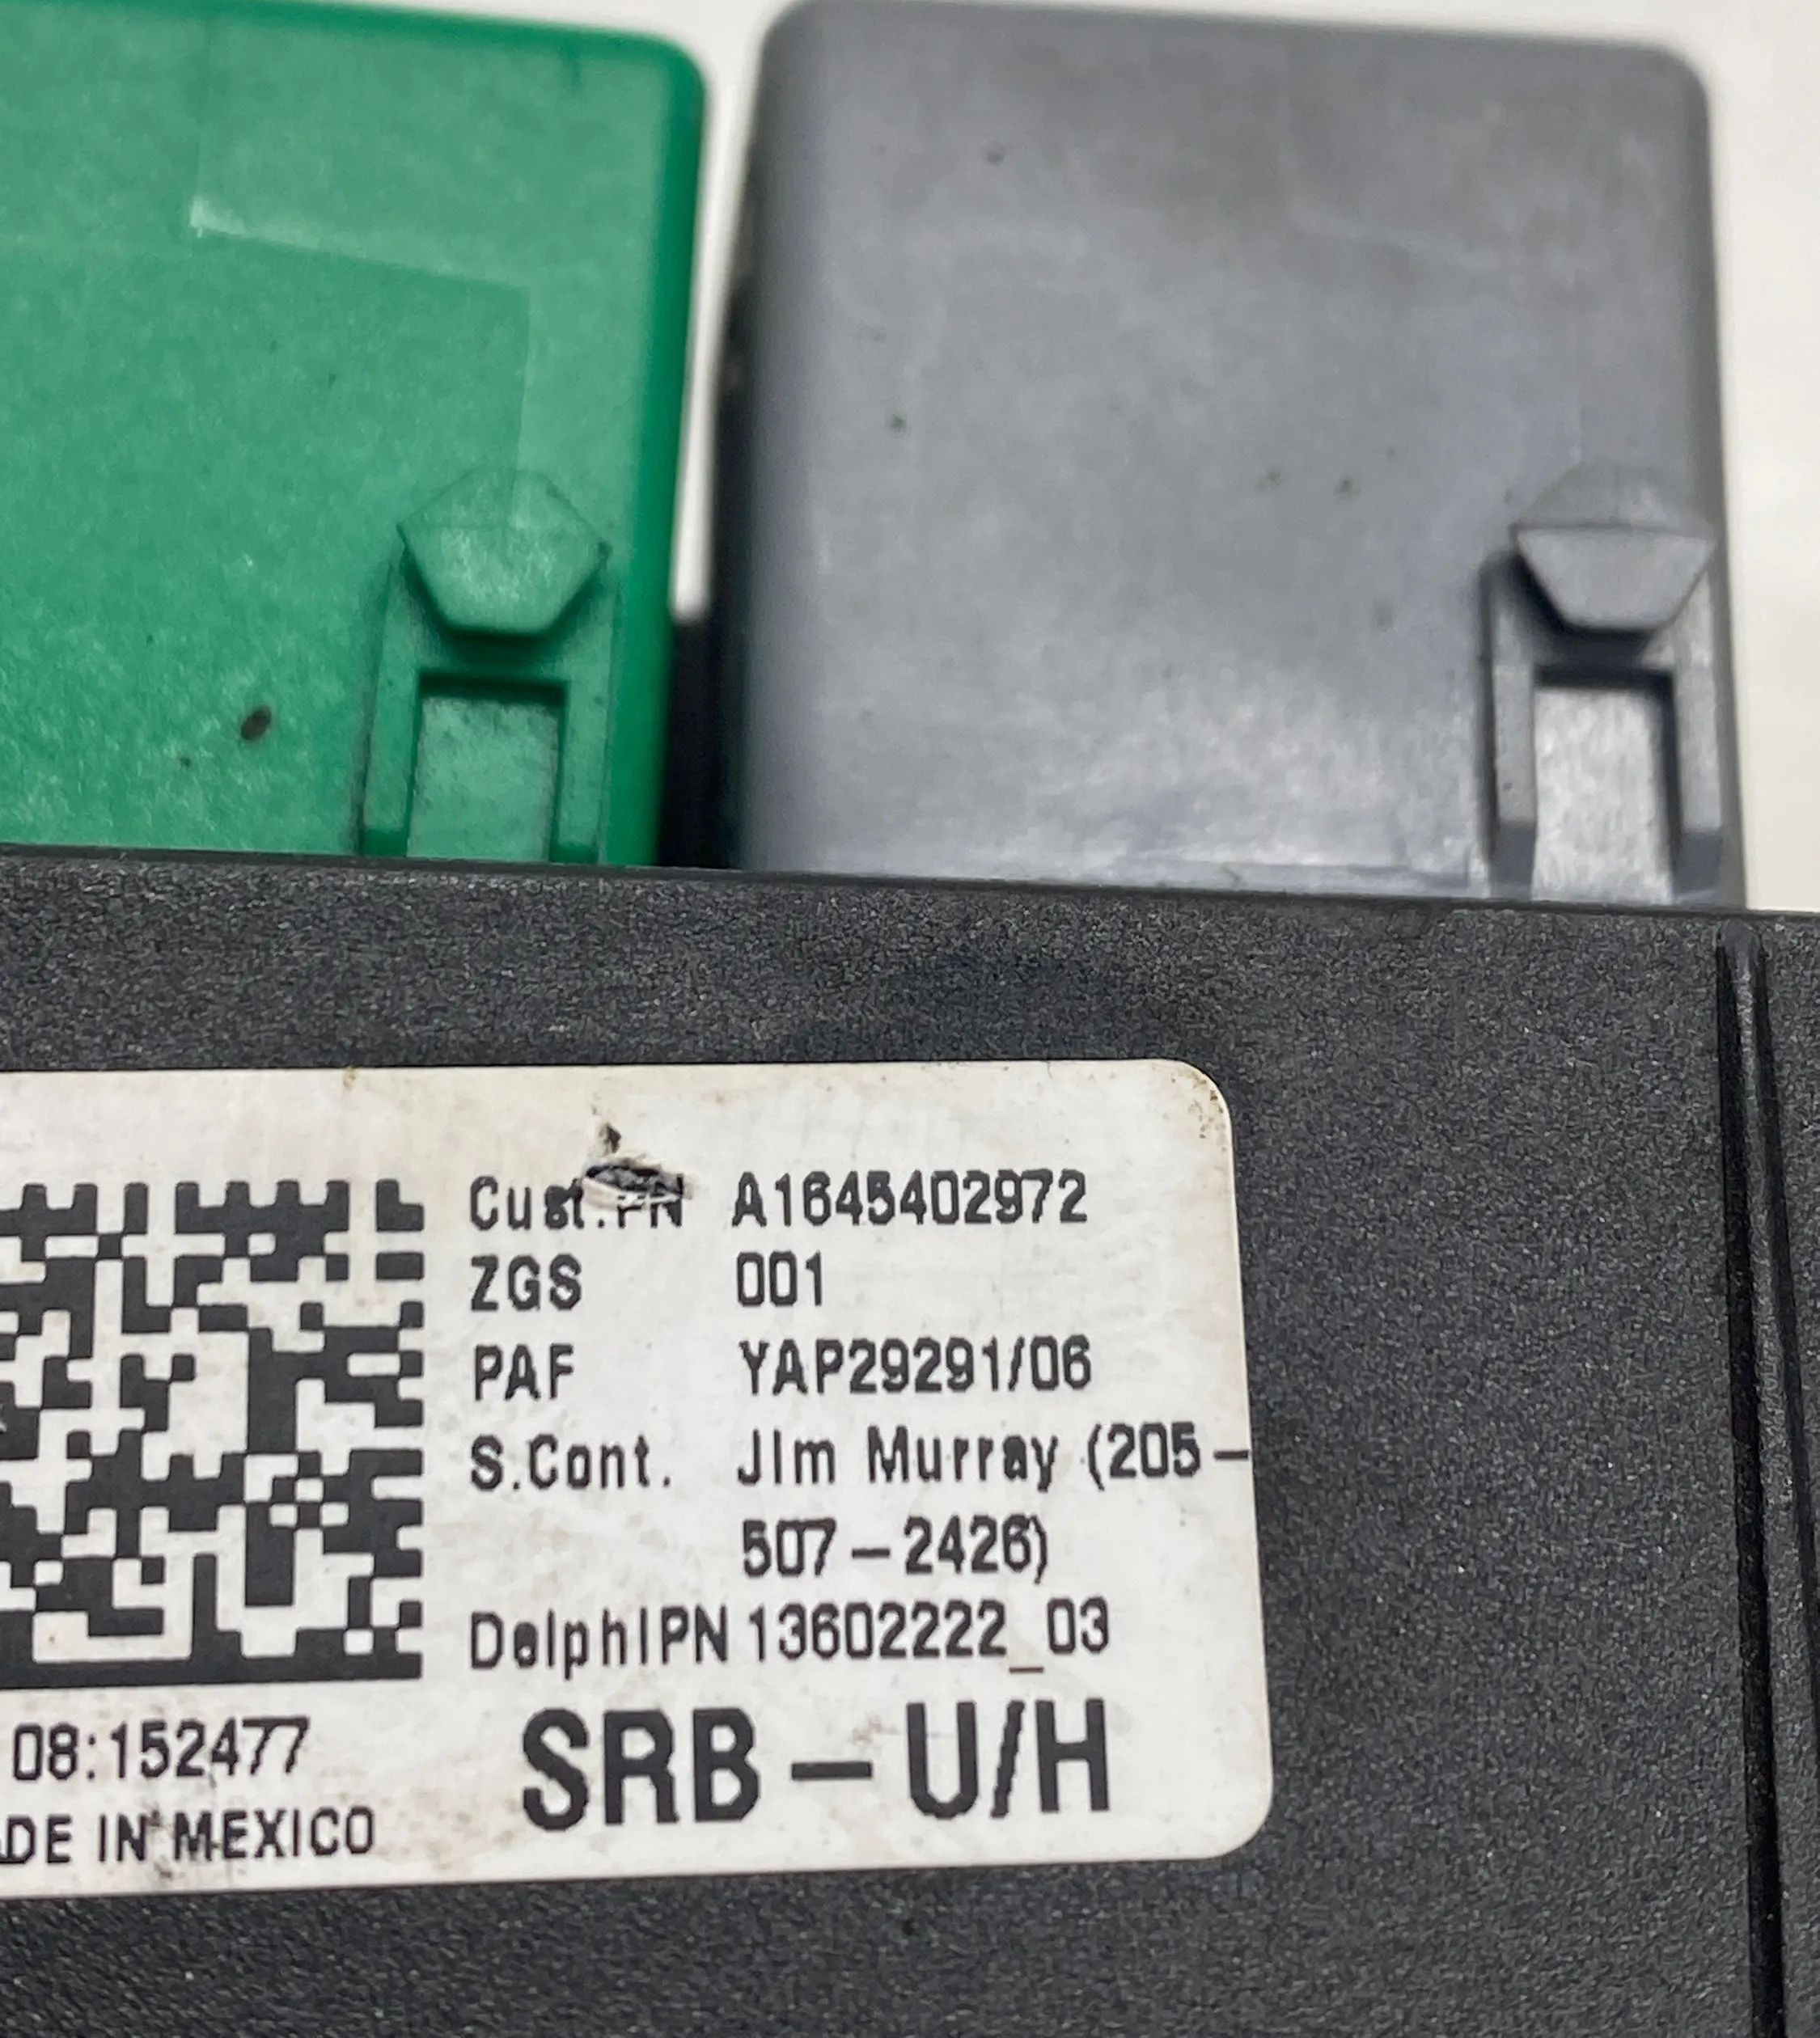 Cust.PN A1645402972
ZGS 001
PAF YAP29291/06
S.Cont. Jim Murray (205-
507-2426)
DelphiPN 13602222_03
SRB-U/H
08:152477
ADE IN MEXICO